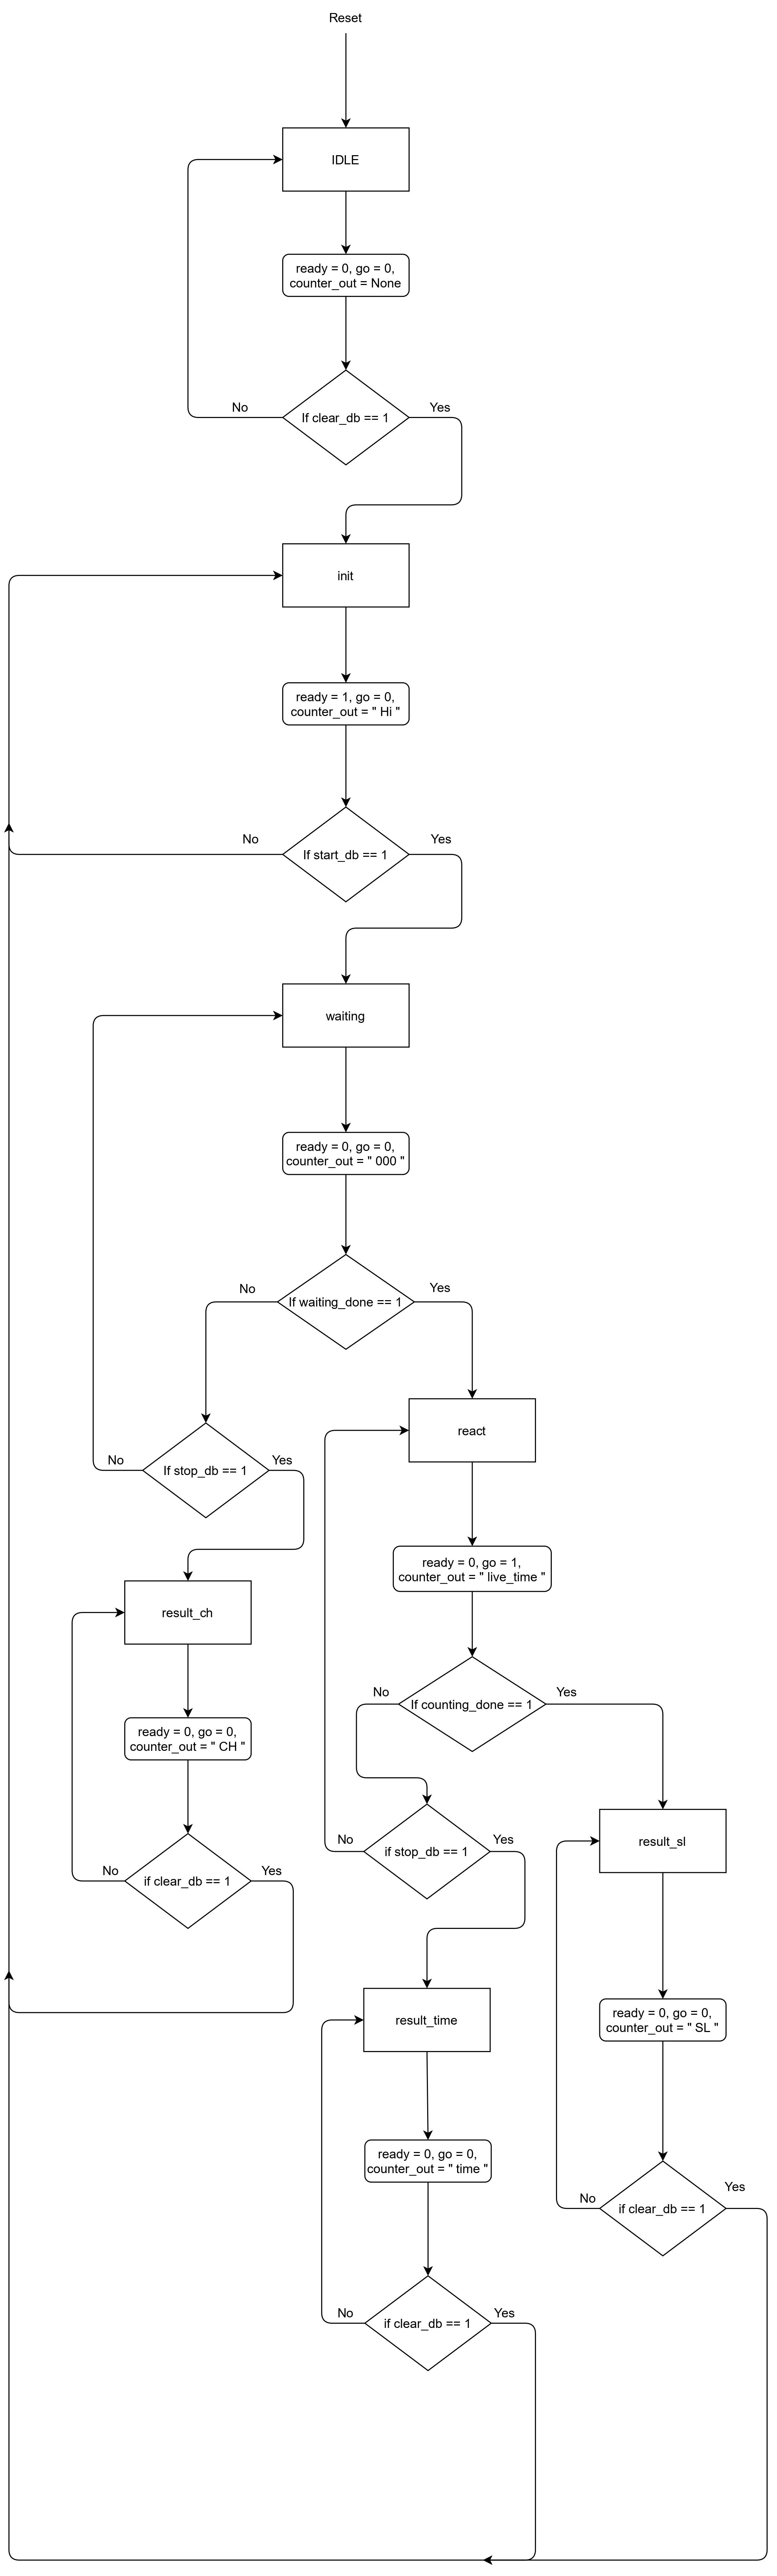 Reset
IDLE
ready = 0, go = 0,
counter_out = None
If clear_db == 1
No
Yes
init
ready = 1, go = 0,
counter_out = " Hi "
If start_db == 1
No
Yes
waiting
ready = 0, go = 0,
counter_out = " 000 "
If waiting_done == 1
No
Yes
react
If stop_db == 1
No
Yes
ready = 0, go = 1,
counter_out = " live_time "
result_ch
If counting_done == 1
No
Yes
ready = 0, go = 0,
counter_out = " CH "
if stop_db == 1
No
Yes
result_sl
if clear_db == 1
No
Yes
result_time
ready = 0, go = 0,
counter_out = " SL "
ready = 0, go = 0,
counter_out = " time "
if clear_db == 1
No
Yes
if clear_db == 1
No
Yes